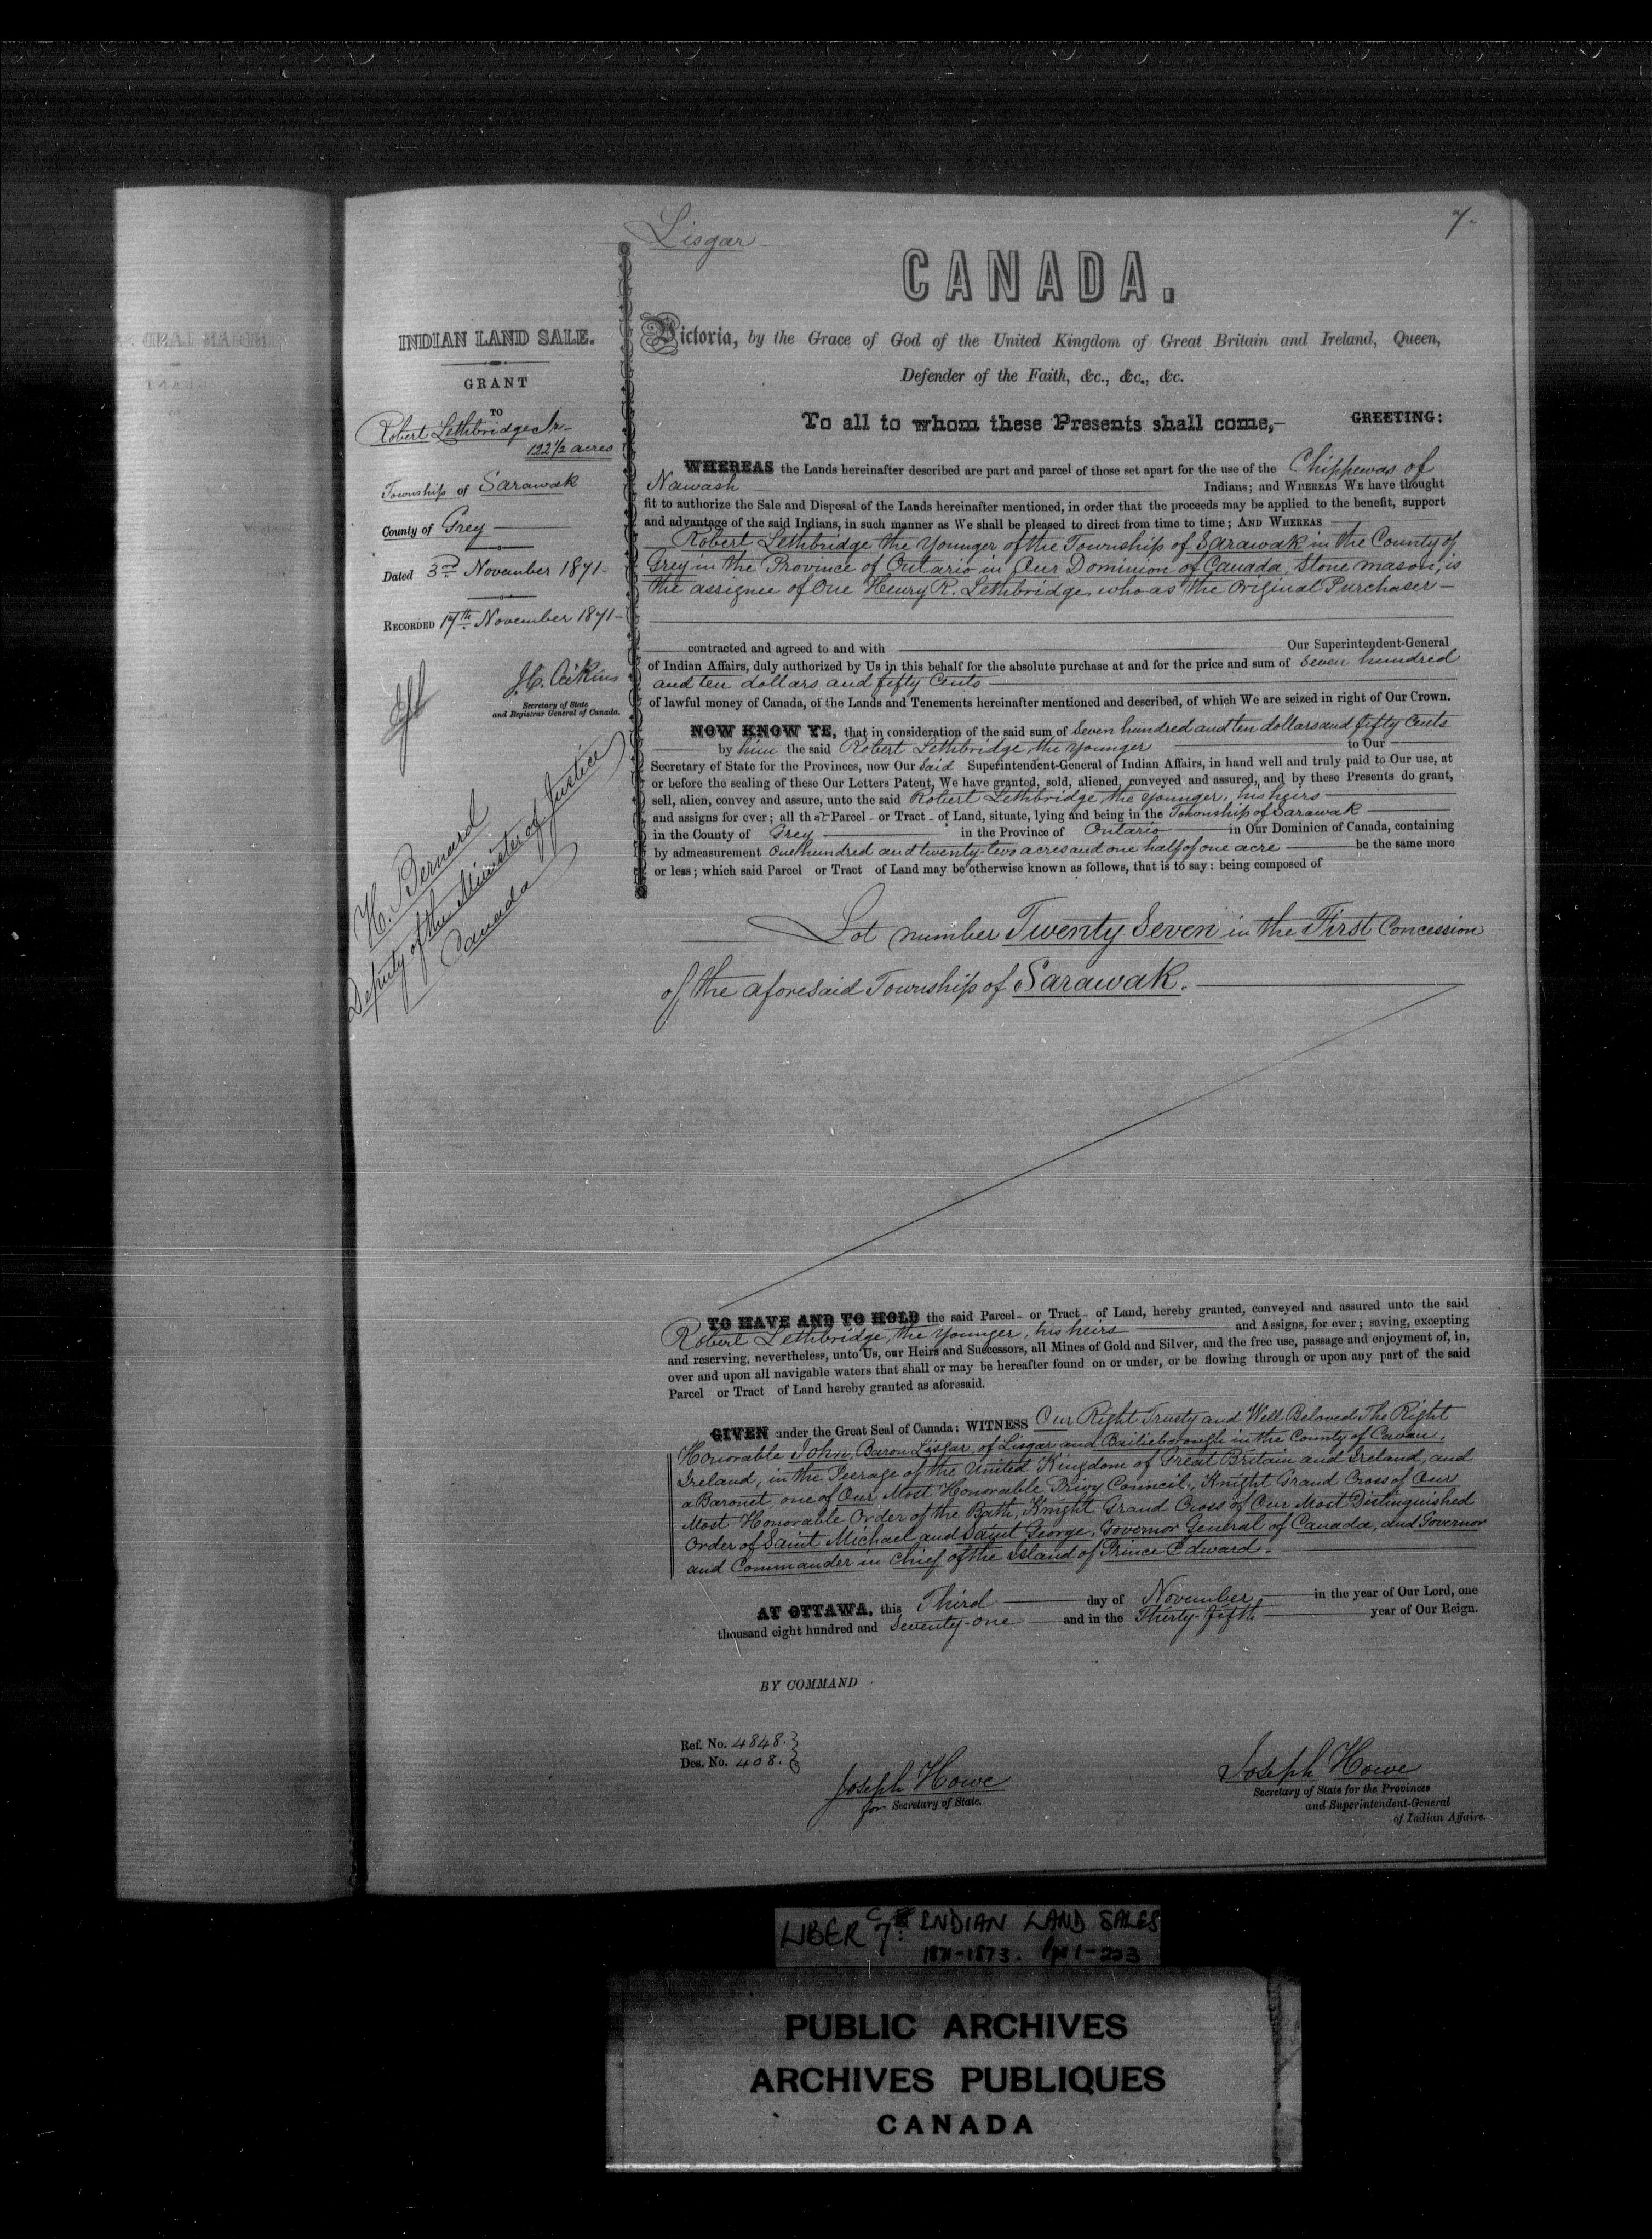 7.
Lisgar
CANADA.
INDIAN LAND SALE.
GRANT
TO
Robert Lethbridge Jr.
122 1/2 acres
Township of Sarawak
County of Grey
Dated 3rd November 1871
RECORDED 17th November 1871
J.C. Aikins
Secretary of State
and Registrar General of Canada.
H. Bernard
Deputy of the Minister of Justice
Canada
Victoria, by the Grace of God of the United Kingdom of Great Britain and Ireland, Queen,
Defender of the Faith, &c., &c., &c.
To all to whom these Presents shall come,— GREETING:
WHEREAS the Lands hereinafter described are part and parcel of those set apart for the use of the Chippewas of
Nawash Indians; and WHEREAS WE have thought
fit to authorize the Sale and Disposal of the Lands hereinafter mentioned, in order that the proceeds may be applied to the benefit, support
and advantage of the said Indians, in such manner as We shall be pleased to direct from time to time; AND WHEREAS
Robert Lethbridge the Younger of the Township of Sarawak in the County of
Grey in the Province of Ontario in Our Dominion of Canada, Stone mason, is
the assignee of One Henry R. Lethbridge, who as the Original Purchaser
contracted and agreed to and with Our Superintendent-General
of Indian Affairs, duly authorized by Us in this behalf for the absolute purchase at and for the price and sum of Seven hundred
and ten dollars and fifty Cents
of lawful money of Canada, of the Lands and Tenements hereinafter mentioned and described, of which We are seized in right of Our Crown.
NOW KNOW YE, that in consideration of the said sum of Seven hundred and ten dollars and fifty Cents
by him the said Robert Lethbridge the Younger to Our
Secretary of State for the Provinces, now Our Said Superintendent-General of Indian Affairs, in hand well and truly paid to Our use, at
or before the sealing of these Our Letters Patent, We have granted, sold, aliened, conveyed and assured, and by these Presents do grant,
sell, alien, convey and assure, unto the said Robert Lethbridge the Younger, his heirs
and assigns for ever; all that Parcel or Tract of Land, situate, lying and being in the Township of Sarawak
in the County of Grey in the Province of Ontario in Our Dominion of Canada, containing
by admeasurement One hundred and twenty-two acres and one half of one acre be the same more
or less; which said Parcel or Tract of Land may be otherwise known as follows, that is to say: being composed of
Lot number Twenty Seven in the First Concession
of the aforesaid Township of Sarawak.
TO HAVE AND TO HOLD the said Parcel or Tract of Land, hereby granted, conveyed and assured unto the said
Robert Lethbridge, the Younger, his heirs and Assigns, for ever; saving, excepting
and reserving, nevertheless, unto Us, our Heirs and Successors, all Mines of Gold and Silver, and the free use, passage and enjoyment of, in,
over and upon all navigable waters that shall or may be hereafter found on or under, or be flowing through or upon any part of the said
Parcel or Tract of Land hereby granted as aforesaid.
GIVEN under the Great Seal of Canada: WITNESS Our Right Trusty and Well Beloved The Right
Honorable John, Baron Lisgar, of Lisgar and Bailieborough in the County of Cavan,
Ireland, in the Peerage of the United Kingdom of Great Britain and Ireland, and
a Baronet, one of Our Most Honorable Privy Council, Knight Grand Cross of Our
Most Honorable Order of the Bath, Knight Grand Cross of Our Most Distinguished
Order of Saint Michael and Saint George, Governor General of Canada, and Governor
and Commander in Chief of the Island of Prince Edward.
AT OTTAWA, this Third day of November in the year of Our Lord, one
thousand eight hundred and Seventy-one and in the Thirty-fifth year of Our Reign.
BY COMMAND
Ref. No. 4848.
Des. No. 408.
Joseph Howe
for Secretary of State.
Joseph Howe
Secretary of State for the Provinces
and Superintendent-General
of Indian Affairs.
LIBER C 7: INDIAN LAND SALES
1871-1873. Pgs 1-203
PUBLIC ARCHIVES
ARCHIVES PUBLIQUES
CANADA